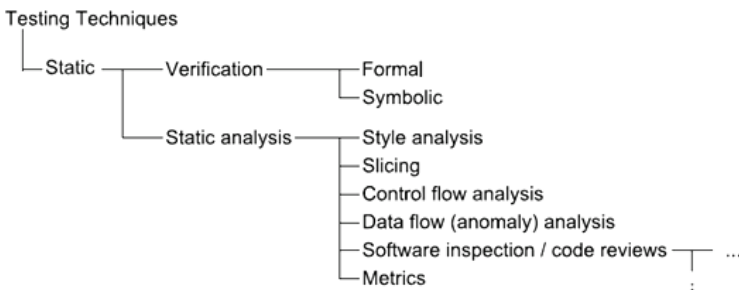 Testing Techniques
Static Verification Formal
Symbolic
Static analysis Style analysis
Slicing
Control flow analysis
Data flow (anomaly) analysis
Software inspection / code reviews ...
Metrics